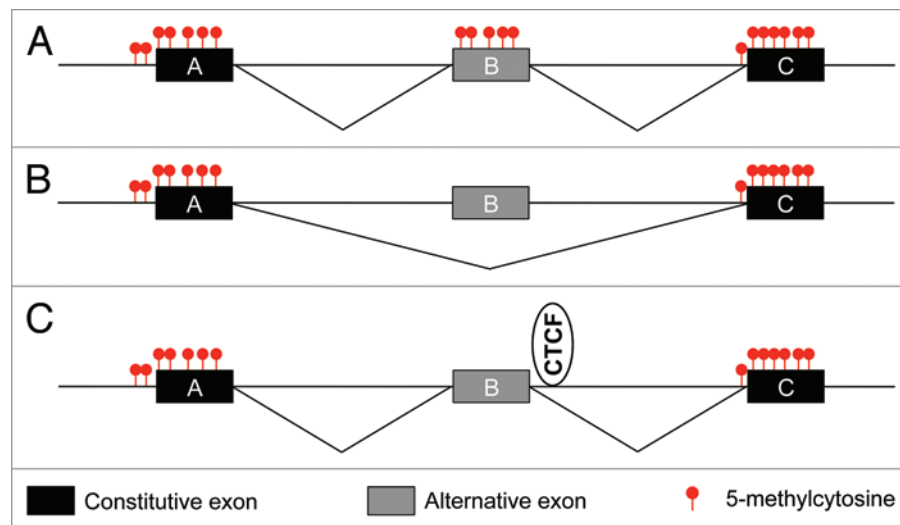 A
A B C
B
A B C
C
CTCF
A B C
Constitutive exon Alternative exon 5-methylcytosine